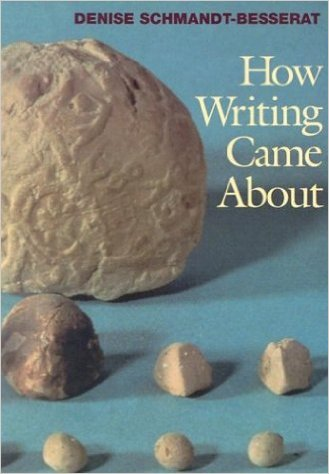 DENISE SCHMANDT-BESSERAT
How
Writing
Came
About